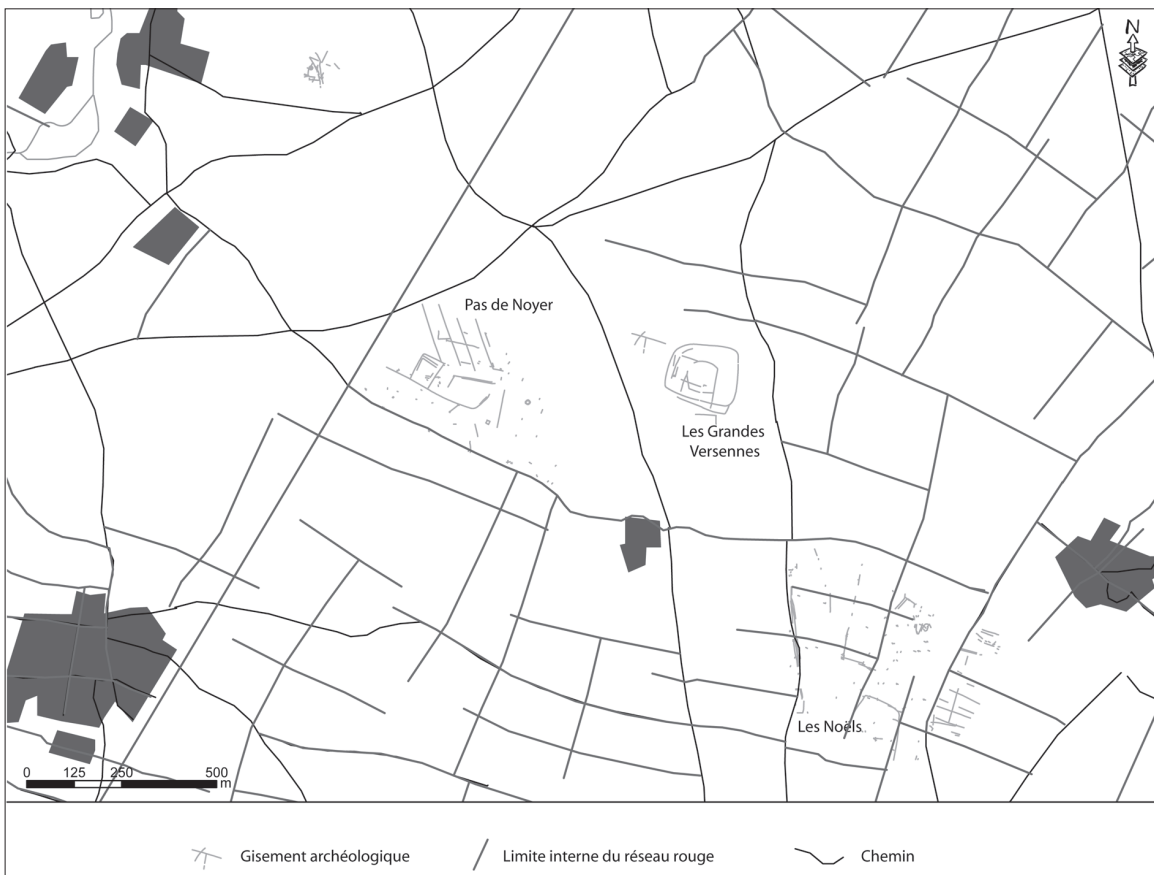 N
Pas de Noyer
Les Grandes
Versennes
Les Noëls
0 125 250 500
m
Gisement archéologique
Limite interne du réseau rouge
Chemin